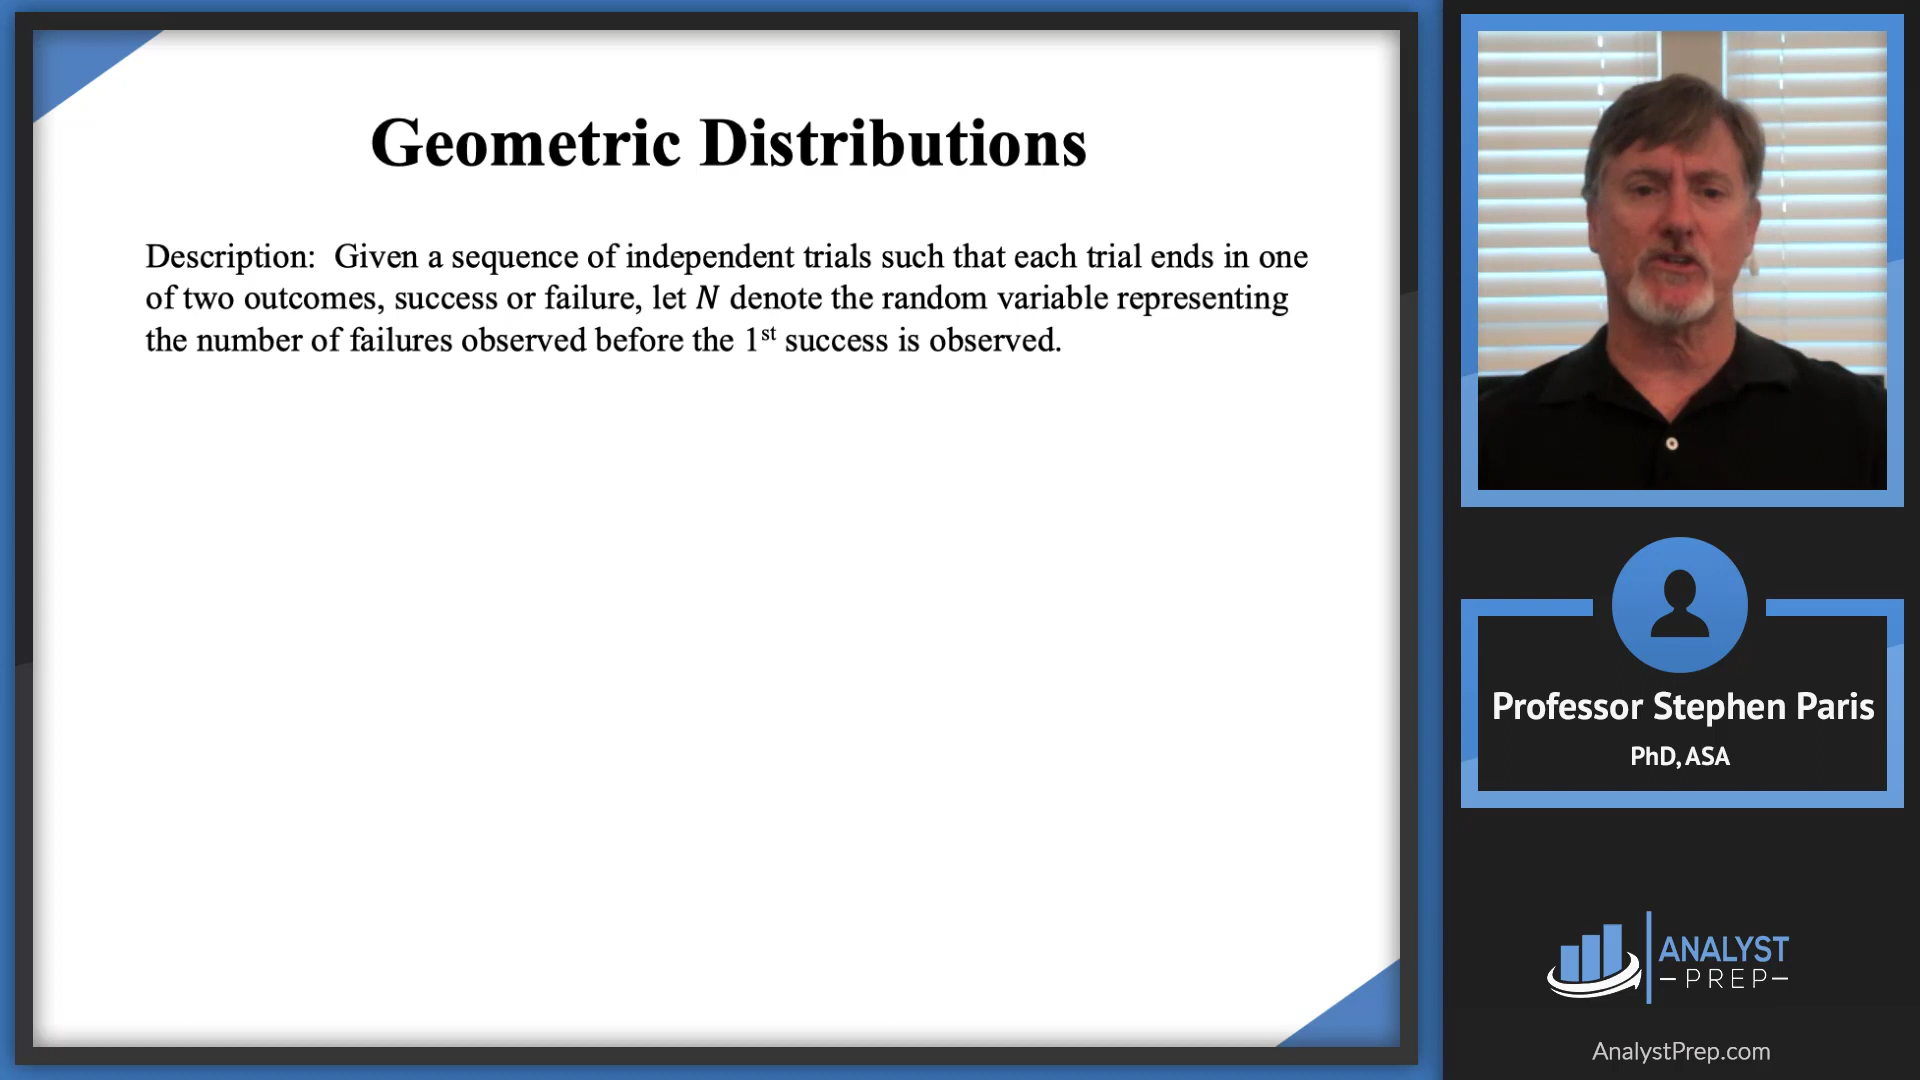 Geometric Distributions
Description: Given a sequence of independent trials such that each trial ends in one
of two outcomes, success or failure, let N denote the random variable representing
the number of failures observed before the 1st success is observed.
Professor Stephen Paris
PhD, ASA
ANALYST
PREP
AnalystPrep.com